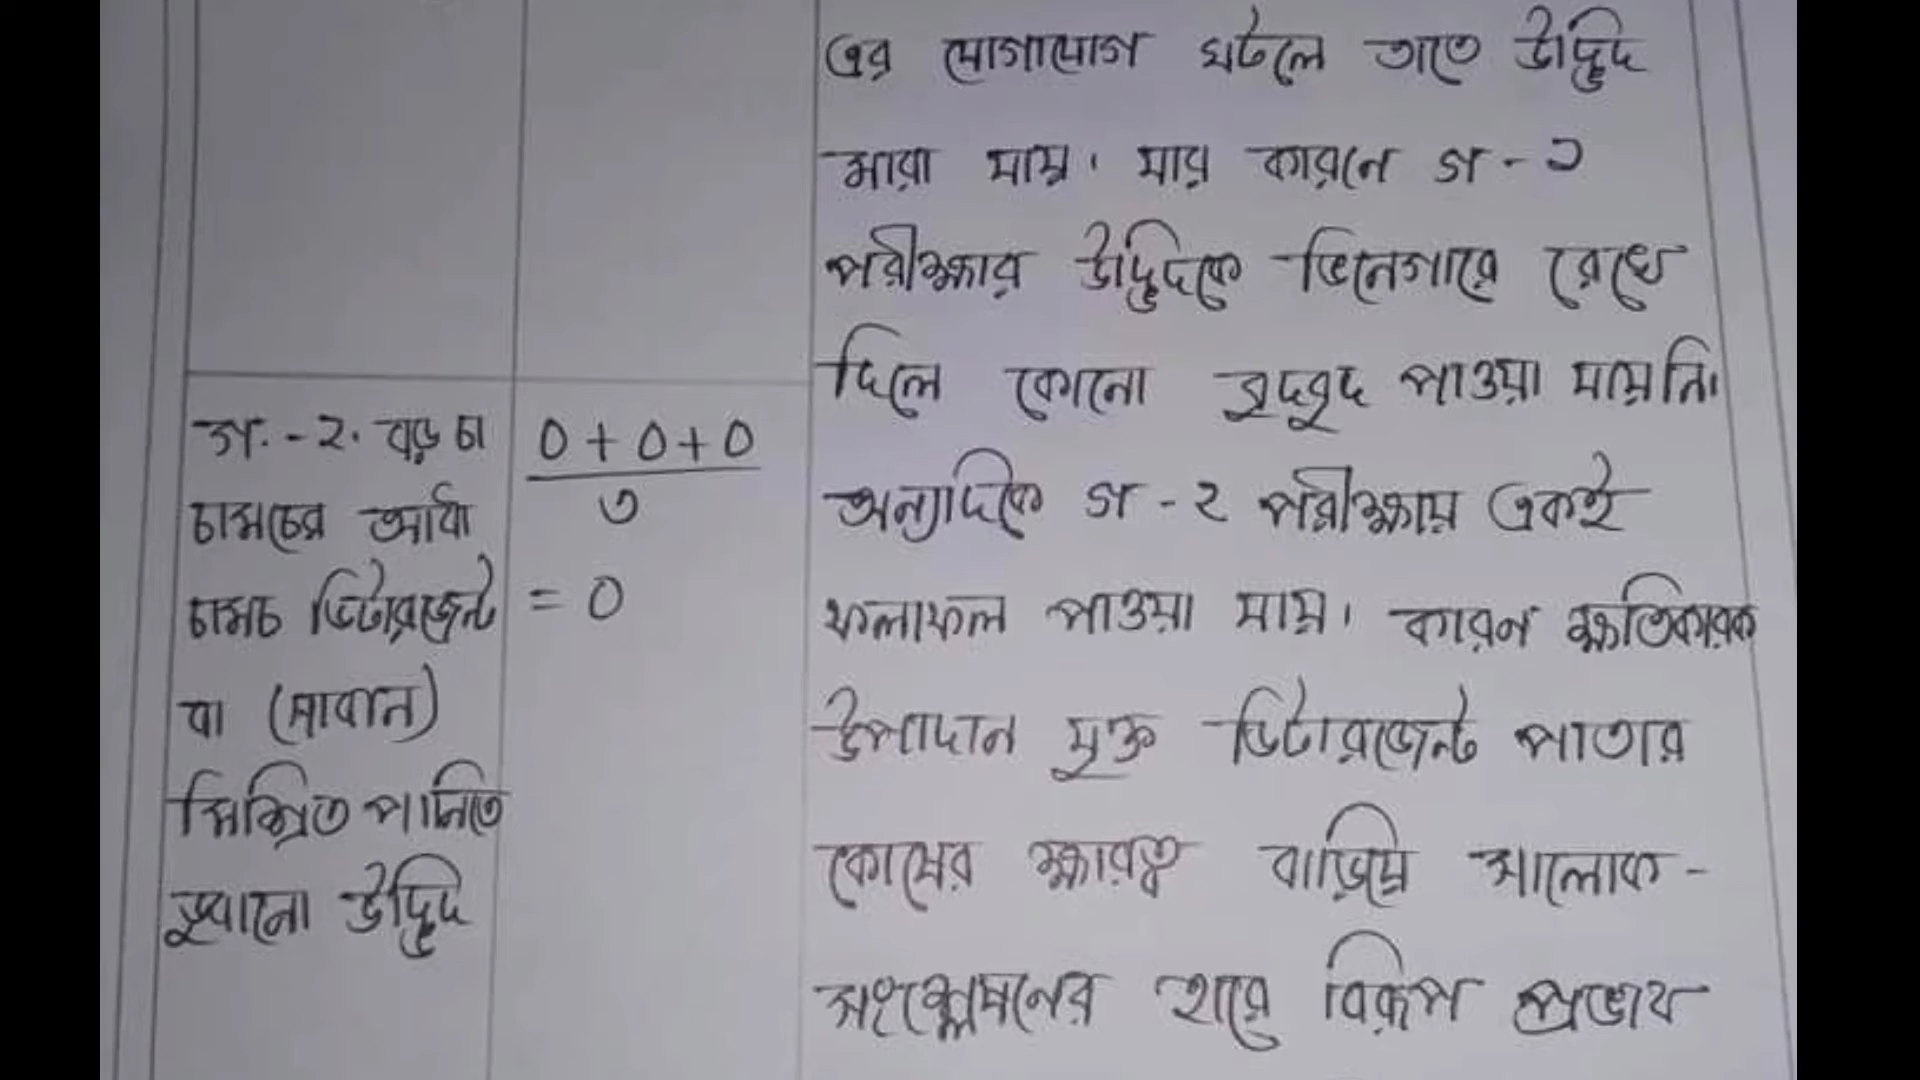 এর যোগাযোগ ঘটলে তাতে উদ্ভিদ
মারা যায়। যার কারনে গ - ১
পরীক্ষার উদ্ভিদকে ভিনেগারে রেখে
দিলে কোনো বুদবুদ পাওয়া যায়নি।
গ. - ২. বড় চা
চামচের আধা
চামচ ডিটারজেন্ট
বা (সাবান)
মিশ্রিত পানিতে
ডুবানো উদ্ভিদ
0 + 0 + 0
৩
= 0
অন্যদিকে গ - ২ পরীক্ষায় একই
ফলাফল পাওয়া যায়। কারন ক্ষতিকারক
উপাদান যুক্ত ডিটারজেন্ট পাতার
কোষের ক্ষারত্ব বাড়িয়ে আলোক -
সংশ্লেষনের হারে বিরূপ প্রভাব